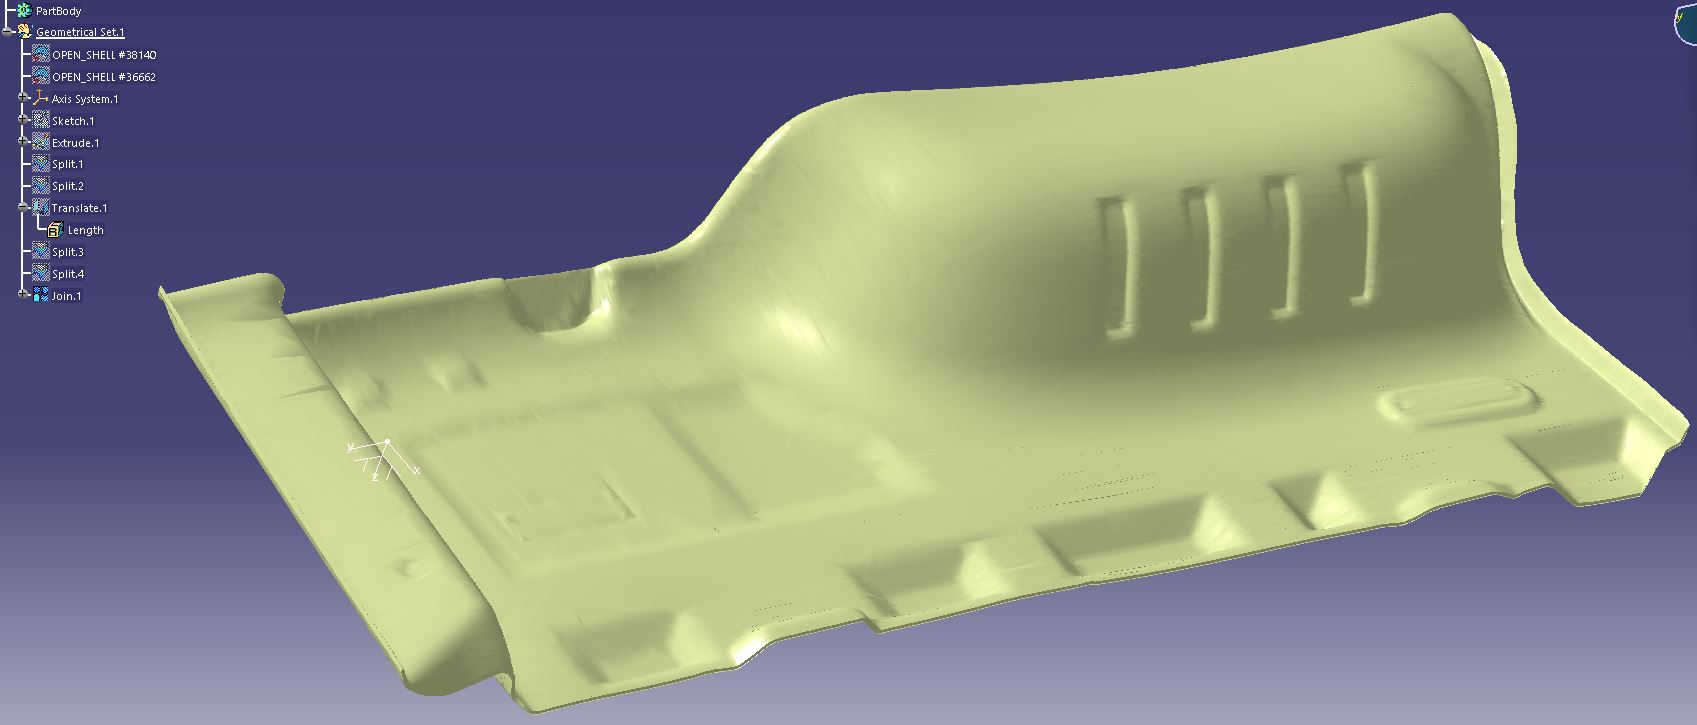 PartBody
Geometrical Set.1
OPEN_SHELL #38140
OPEN_SHELL #36662
Axis System.1
Sketch.1
Extrude.1
Split.1
Split.2
Translate.1
Length
Split.3
Split.4
Join.1
y
x
z
y